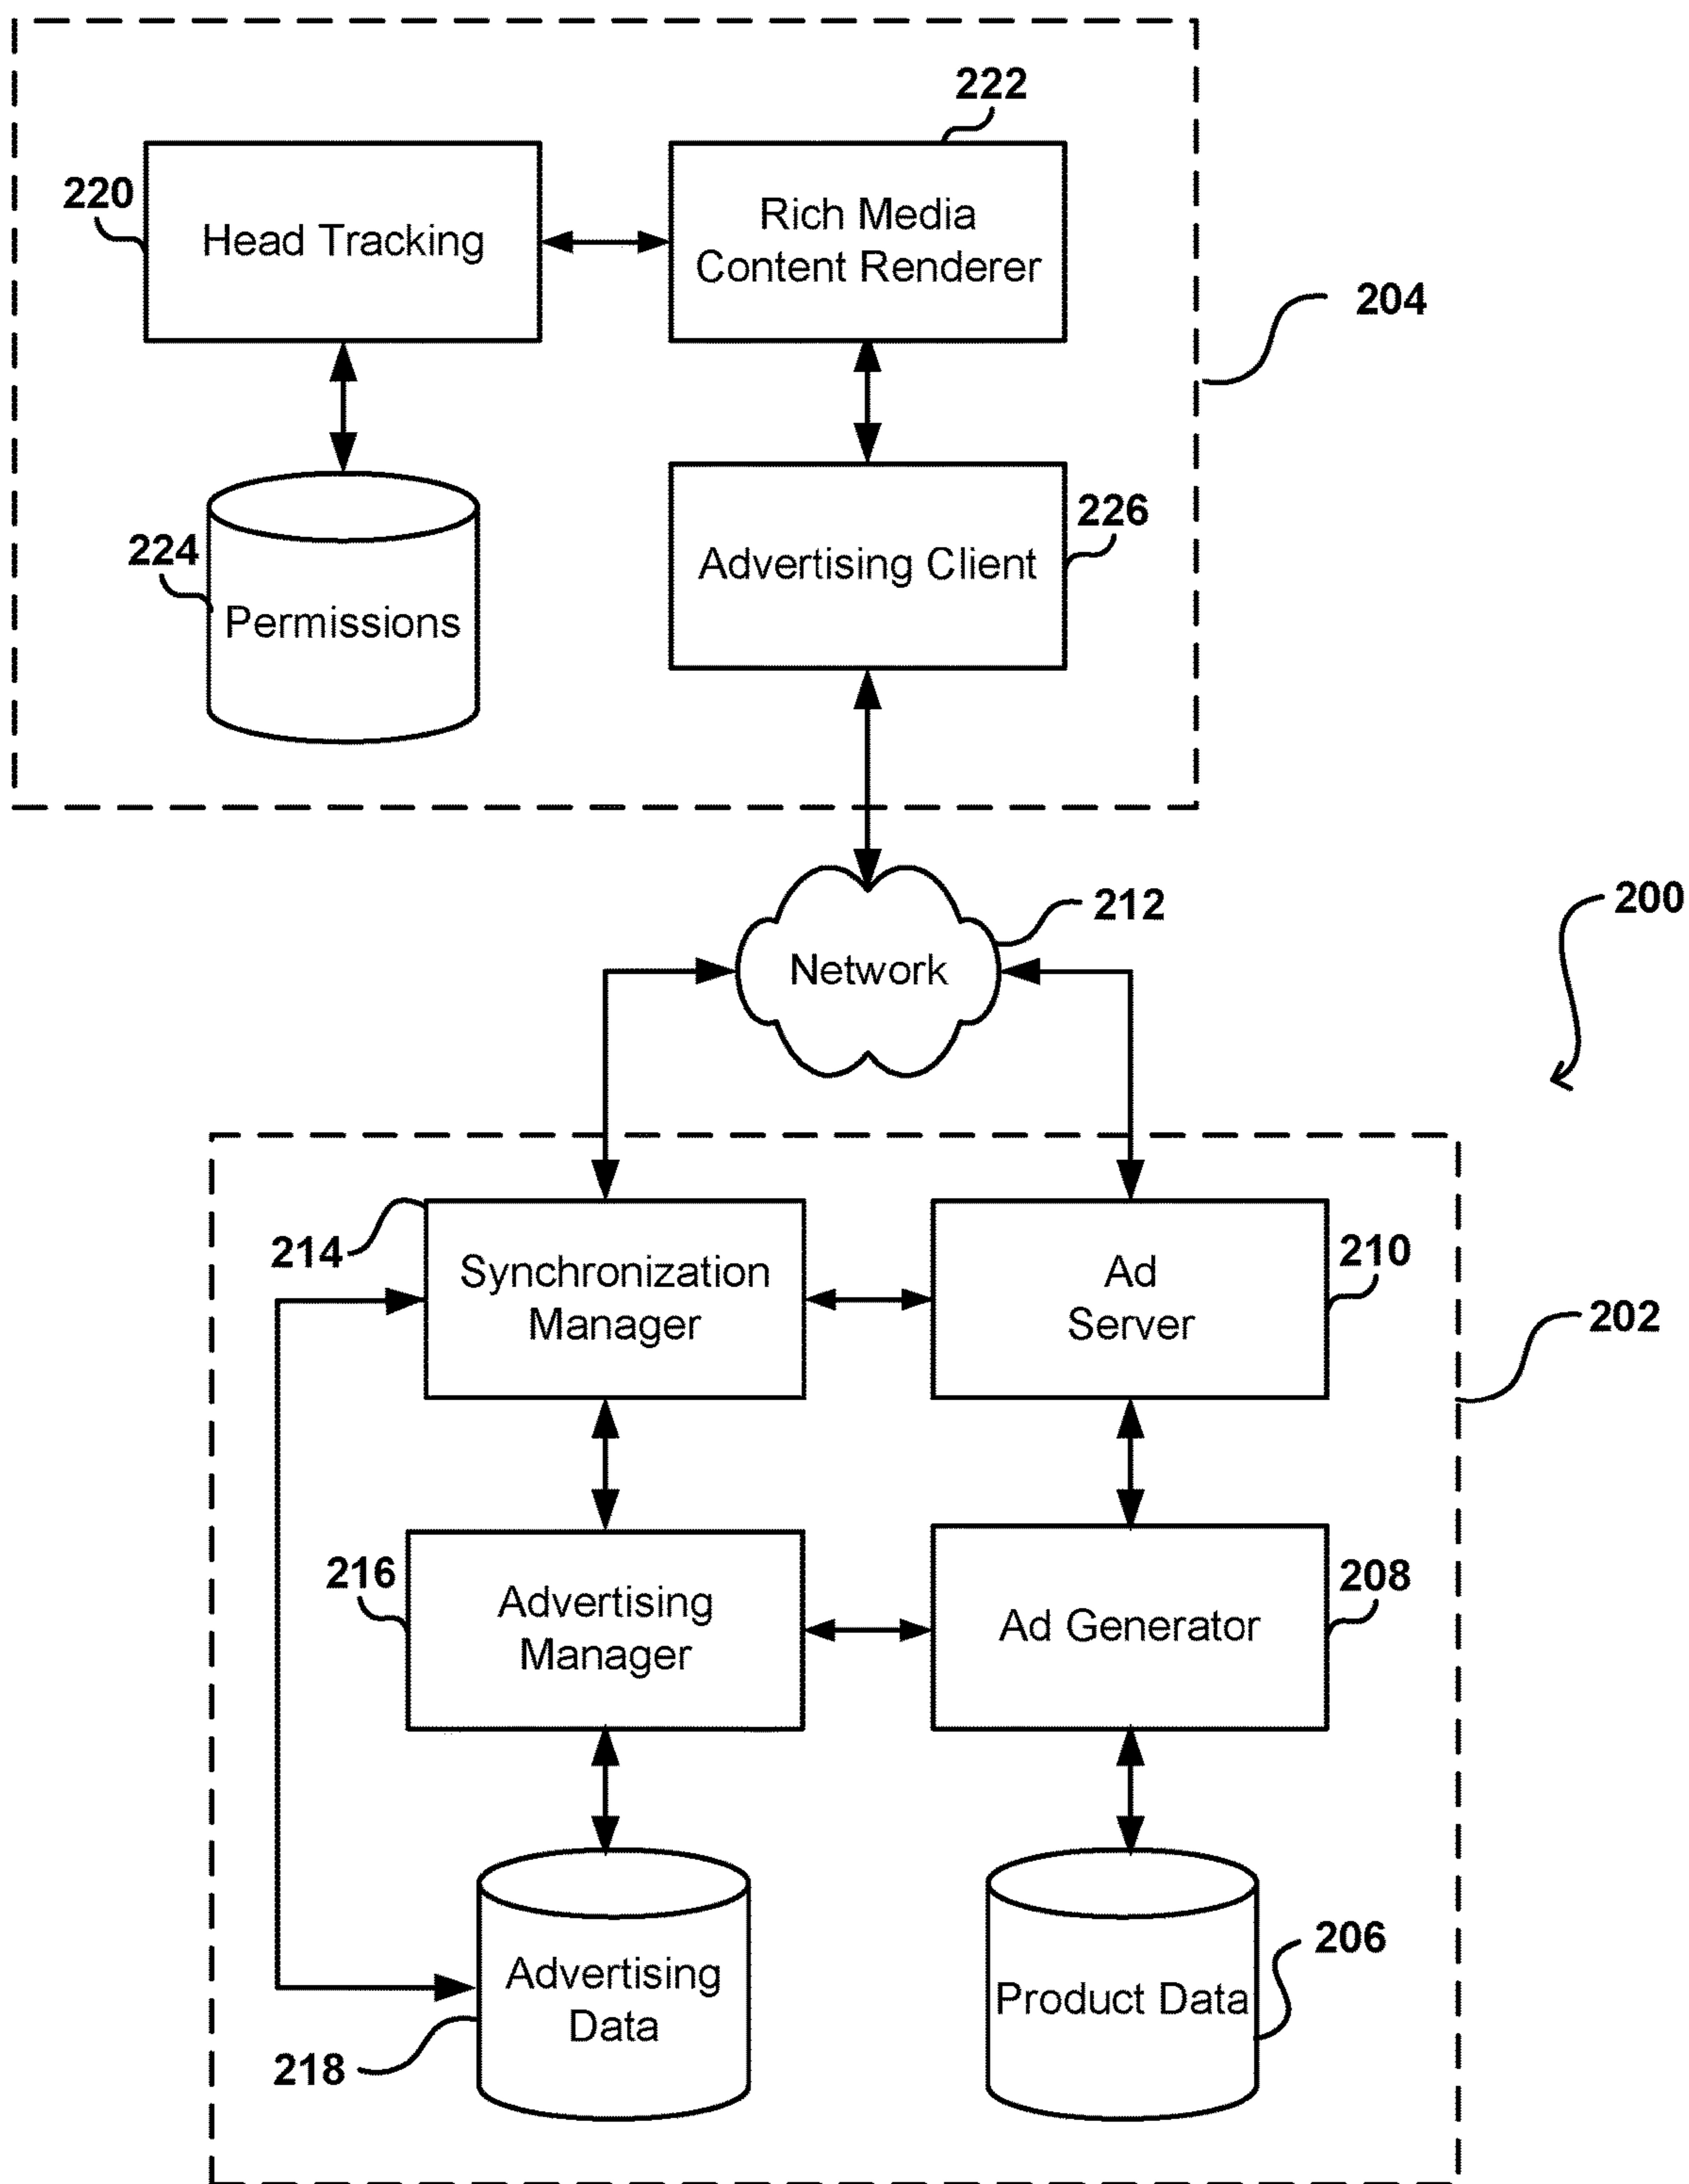 222
220
Head Tracking
Rich Media
Content Renderer
204
224
Permissions
226
Advertising Client
212
Network
200
214
Synchronization
Manager
210
Ad
Server
202
216
Advertising
Manager
208
Ad Generator
206
Advertising
Data
Product Data
218